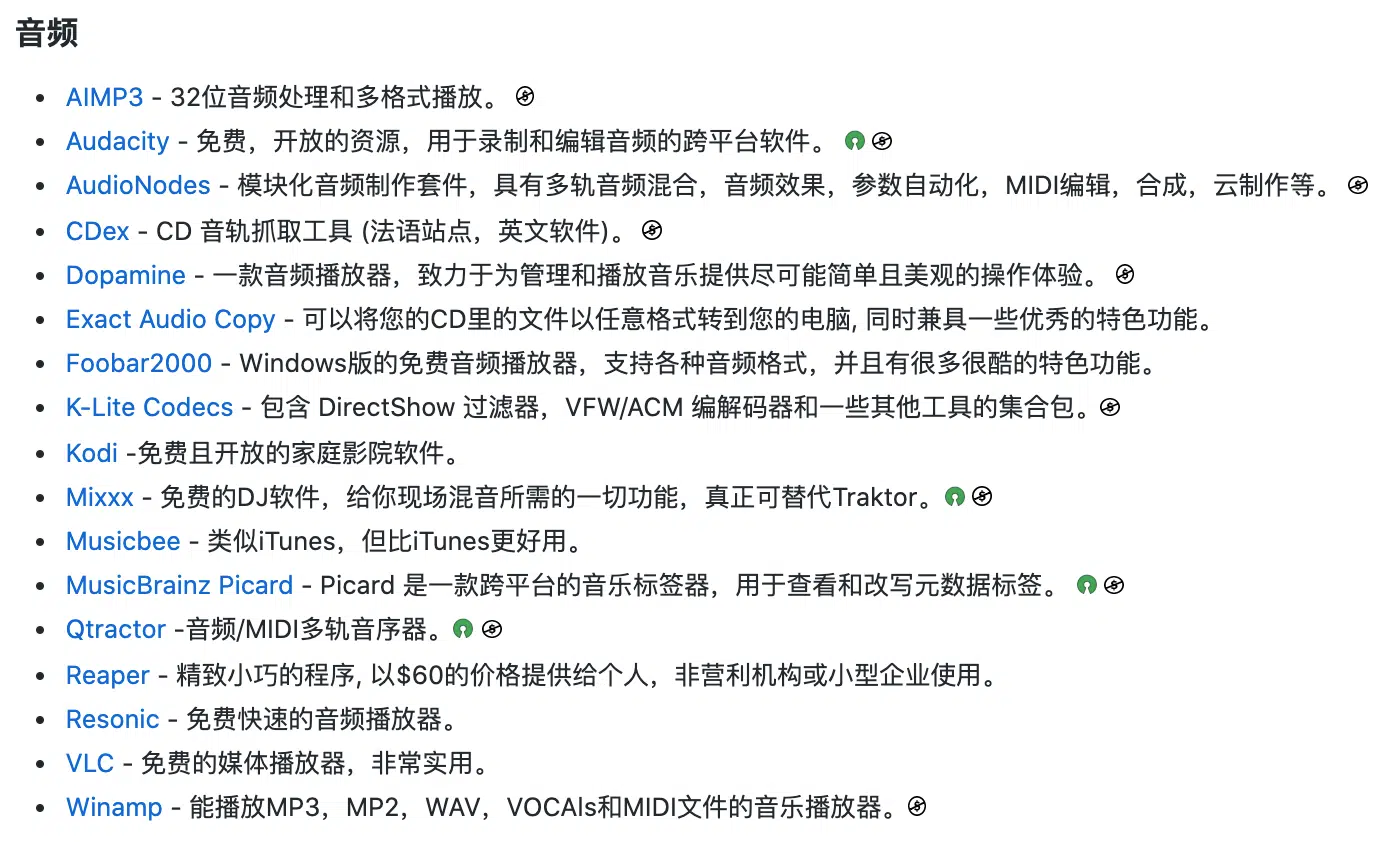 音频
• AIMP3 - 32位音频处理和多格式播放。
• Audacity - 免费，开放的资源，用于录制和编辑音频的跨平台软件。
• AudioNodes - 模块化音频制作套件，具有多轨音频混合，音频效果，参数自动化，MIDI编辑，合成，云制作等。
• CDex - CD 音轨抓取工具 (法语站点，英文软件)。
• Dopamine - 一款音频播放器，致力于为管理和播放音乐提供尽可能简单且美观的操作体验。
• Exact Audio Copy - 可以将您的CD里的文件以任意格式转到您的电脑, 同时兼具一些优秀的特色功能。
• Foobar2000 - Windows版的免费音频播放器，支持各种音频格式，并且有很多很酷的特色功能。
• K-Lite Codecs - 包含 DirectShow 过滤器，VFW/ACM 编解码器和一些其他工具的集合包。
• Kodi -免费且开放的家庭影院软件。
• Mixxx - 免费的DJ软件，给你现场混音所需的一切功能，真正可替代Traktor。
• Musicbee - 类似iTunes，但比iTunes更好用。
• MusicBrainz Picard - Picard 是一款跨平台的音乐标签器，用于查看和改写元数据标签。
• Qtractor -音频/MIDI多轨音序器。
• Reaper - 精致小巧的程序, 以$60的价格提供给个人，非营利机构或小型企业使用。
• Resonic - 免费快速的音频播放器。
• VLC - 免费的媒体播放器，非常实用。
• Winamp - 能播放MP3，MP2，WAV，VOCAls和MIDI文件的音乐播放器。